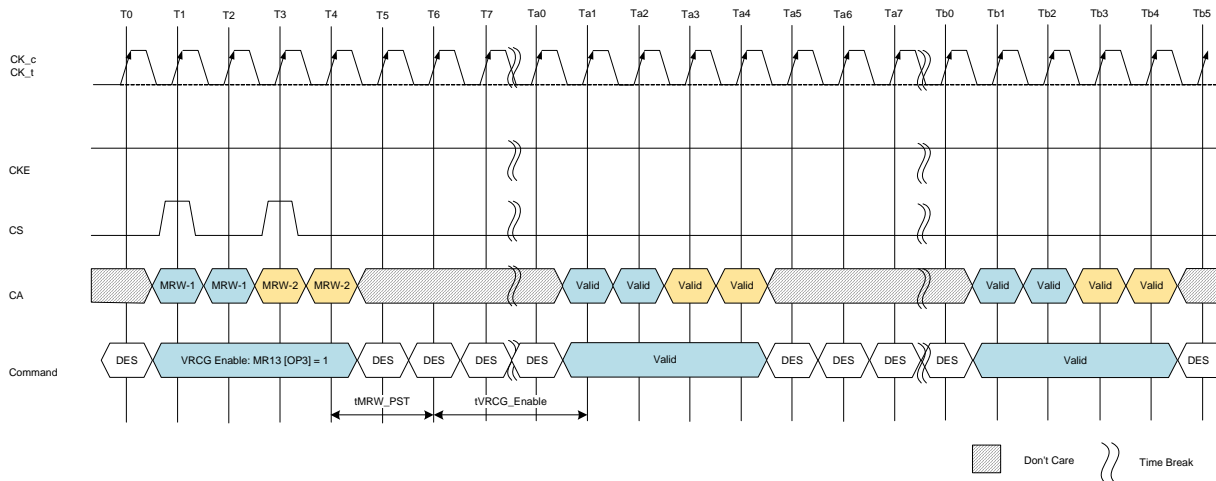 T0 T1 T2 T3 T4 T5 T6 T7 Ta0 Ta1 Ta2 Ta3 Ta4 Ta5 Ta6 Ta7 Tb0 Tb1 Tb2 Tb3 Tb4 Tb5
CK_c
CK_t
CKE
CS
CA MRW-1 MRW-1 MRW-2 MRW-2 Valid Valid Valid Valid Valid Valid Valid Valid
Command DES VRCG Enable: MR13 [OP3] = 1 DES DES DES DES Valid DES DES DES DES Valid DES
tMRW_PST tVRCG_Enable
Don't Care Time Break